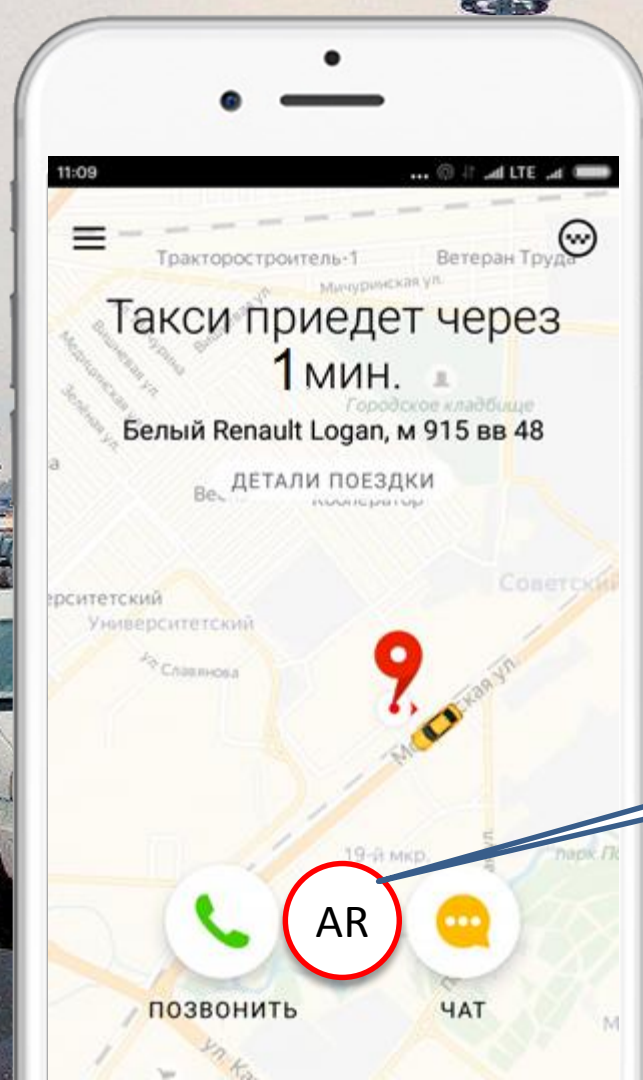 11:09
... LTE
Тракторостроитель-1
Ветеран Труда
Мичуринская ул.
Такси приедет через
1 мин.
Городское кладбище
Белый Renault Logan, м 915 вв 48
ДЕТАЛИ ПОЕЗДКИ
Кооператор
Советский
Университетский
ул. Славянова
19-й мкр.
AR
ПОЗВОНИТЬ
ЧАТ